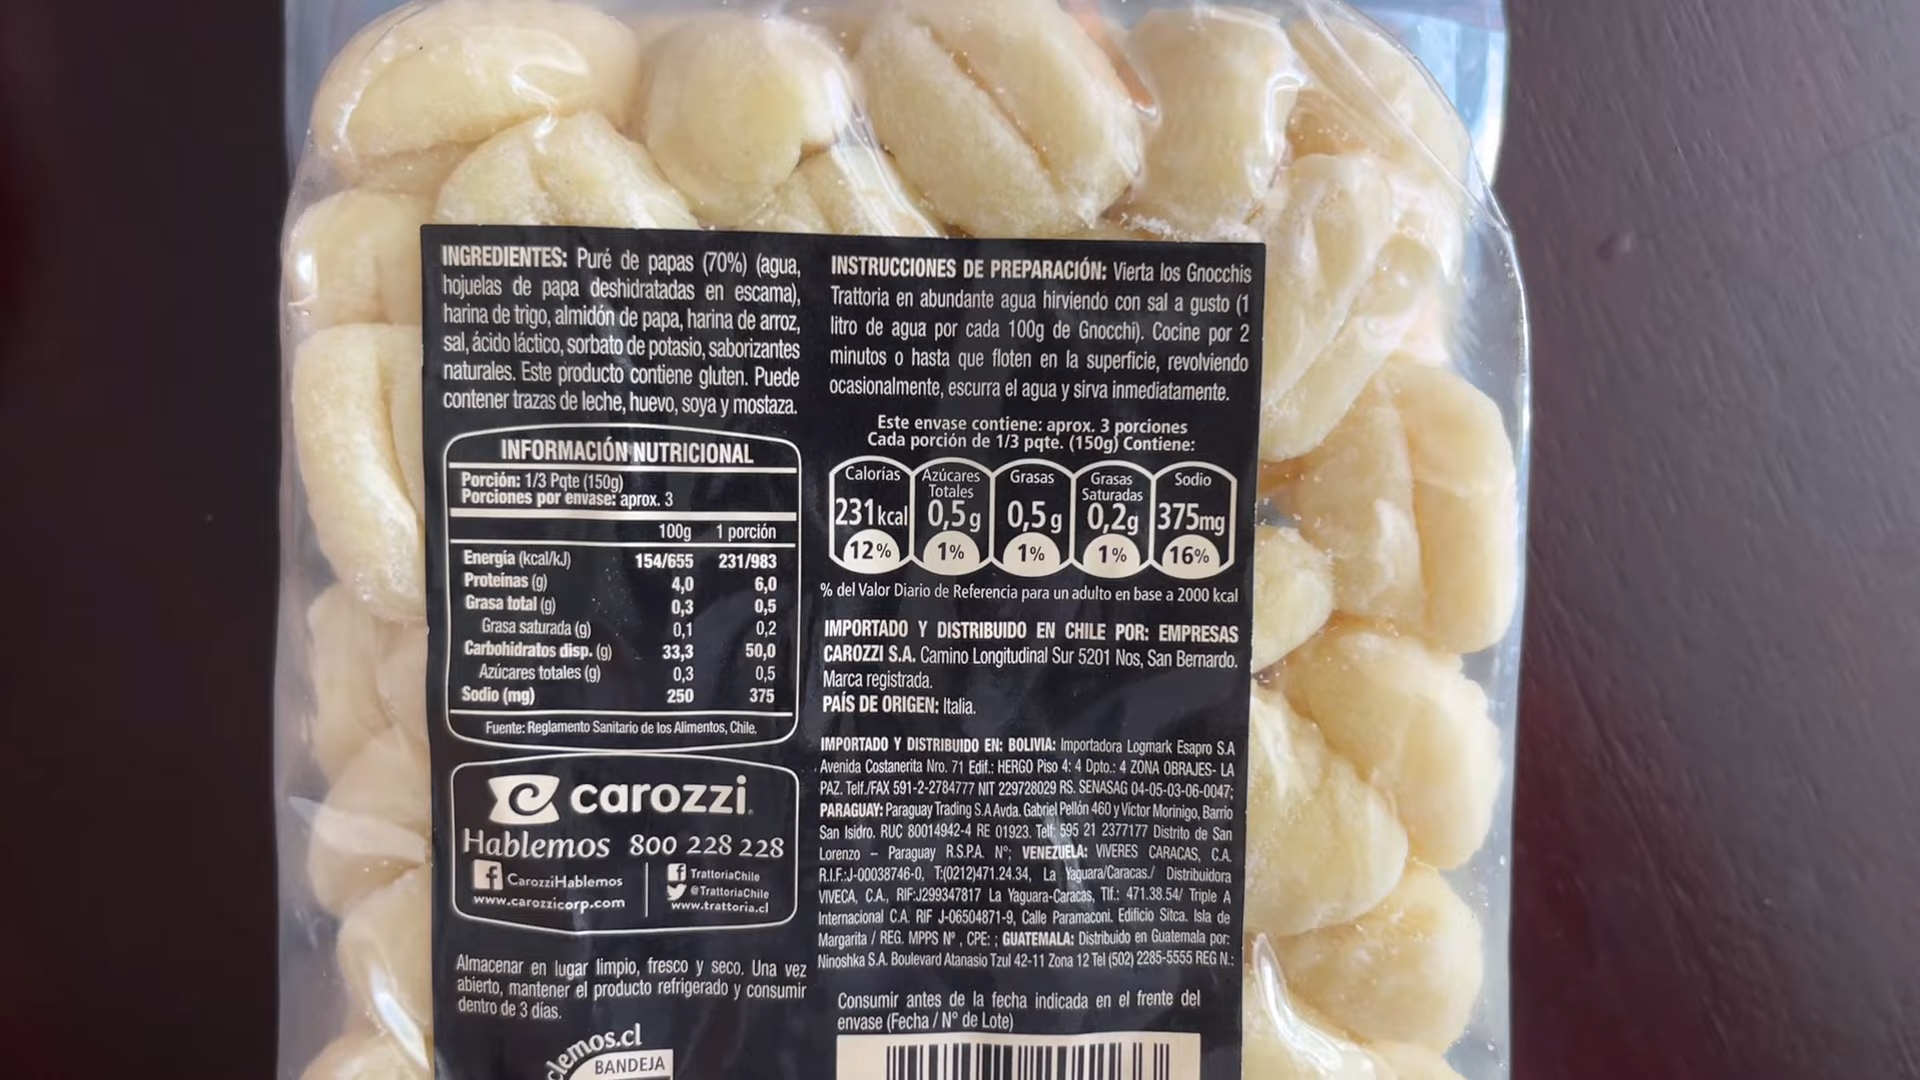 INGREDIENTES: Puré de papas (70%) (agua,
hojuelas de papa deshidratadas en escama),
harina de trigo, almidón de papa, harina de arroz,
sal, ácido láctico, sorbato de potasio, saborizantes
naturales. Este producto contiene gluten. Puede
contener trazas de leche, huevo, soya y mostaza.
INFORMACIÓN NUTRICIONAL
Porción: 1/3 Pqte (150g)
Porciones por envase: aprox. 3
100g 1 porción
Energía (kcal/kJ) 154/655 231/983
Proteínas (g) 4,0 6,0
Grasa total (g) 0,3 0,5
Grasa saturada (g) 0,1 0,2
Carbohidratos disp. (g) 33,3 50,0
Azúcares totales (g) 0,3 0,5
Sodio (mg) 250 375
Fuente: Reglamento Sanitario de los Alimentos, Chile.
carozzi
Hablemos 800 228 228
CarozziHablemos
www.carozzicorp.com
TrattoriaChile
@TrattoriaChile
www.trattoria.cl
Almacenar en lugar limpio, fresco y seco. Una vez
abierto, mantener el producto refrigerado y consumir
dentro de 3 días.
clemos.cl
BANDEJA
INSTRUCCIONES DE PREPARACIÓN: Vierta los Gnocchis
Trattoria en abundante agua hirviendo con sal a gusto (1
litro de agua por cada 100g de Gnocchi). Cocine por 2
minutos o hasta que floten en la superficie, revolviendo
ocasionalmente, escurra el agua y sirva inmediatamente.
Este envase contiene: aprox. 3 porciones
Cada porción de 1/3 pqte. (150g) Contiene:
Calorías Azúcares Totales Grasas Grasas Saturadas Sodio
231kcal 0,5g 0,5g 0,2g 375mg
12% 1% 1% 1% 16%
% del Valor Diario de Referencia para un adulto en base a 2000 kcal
IMPORTADO Y DISTRIBUIDO EN CHILE POR: EMPRESAS
CAROZZI S.A. Camino Longitudinal Sur 5201 Nos, San Bernardo.
Marca registrada.
PAÍS DE ORIGEN: Italia.
IMPORTADO Y DISTRIBUIDO EN: BOLIVIA: Importadora Logmark Esapro S.A
Avenida Costanerita Nro. 71 Edif.: HERGO Piso 4: 4 Dpto.: 4 ZONA OBRAJES- LA
PAZ. Telf./FAX 591-2-2784777 NIT 229728029 RS. SENASAG 04-05-03-06-0047;
PARAGUAY: Paraguay Trading S.A Avda. Gabriel Pellón 460 y Víctor Morinigo, Barrio
San Isidro. RUC 80014942-4 RE 01923. Telf: 595 21 2377177 Distrito de San
Lorenzo – Paraguay R.S.P.A. N°; VENEZUELA: VIVERES CARACAS, C.A.
R.I.F.:J-00038746-0, T:(0212)471.24.34, La Yaguara/Caracas./ Distribuidora
VIVECA, C.A., RIF:J299347817 La Yaguara-Caracas, Tlf.: 471.38.54/ Triple A
Internacional C.A. RIF J-06504871-9, Calle Paramaconi. Edificio Sitca. Isla de
Margarita / REG. MPPS N° , CPE: ; GUATEMALA: Distribuido en Guatemala por:
Ninoshka S.A. Boulevard Atanasio Tzul 42-11 Zona 12 Tel (502) 2285-5555 REG N.:
Consumir antes de la fecha indicada en el frente del
envase (Fecha / N° de Lote)